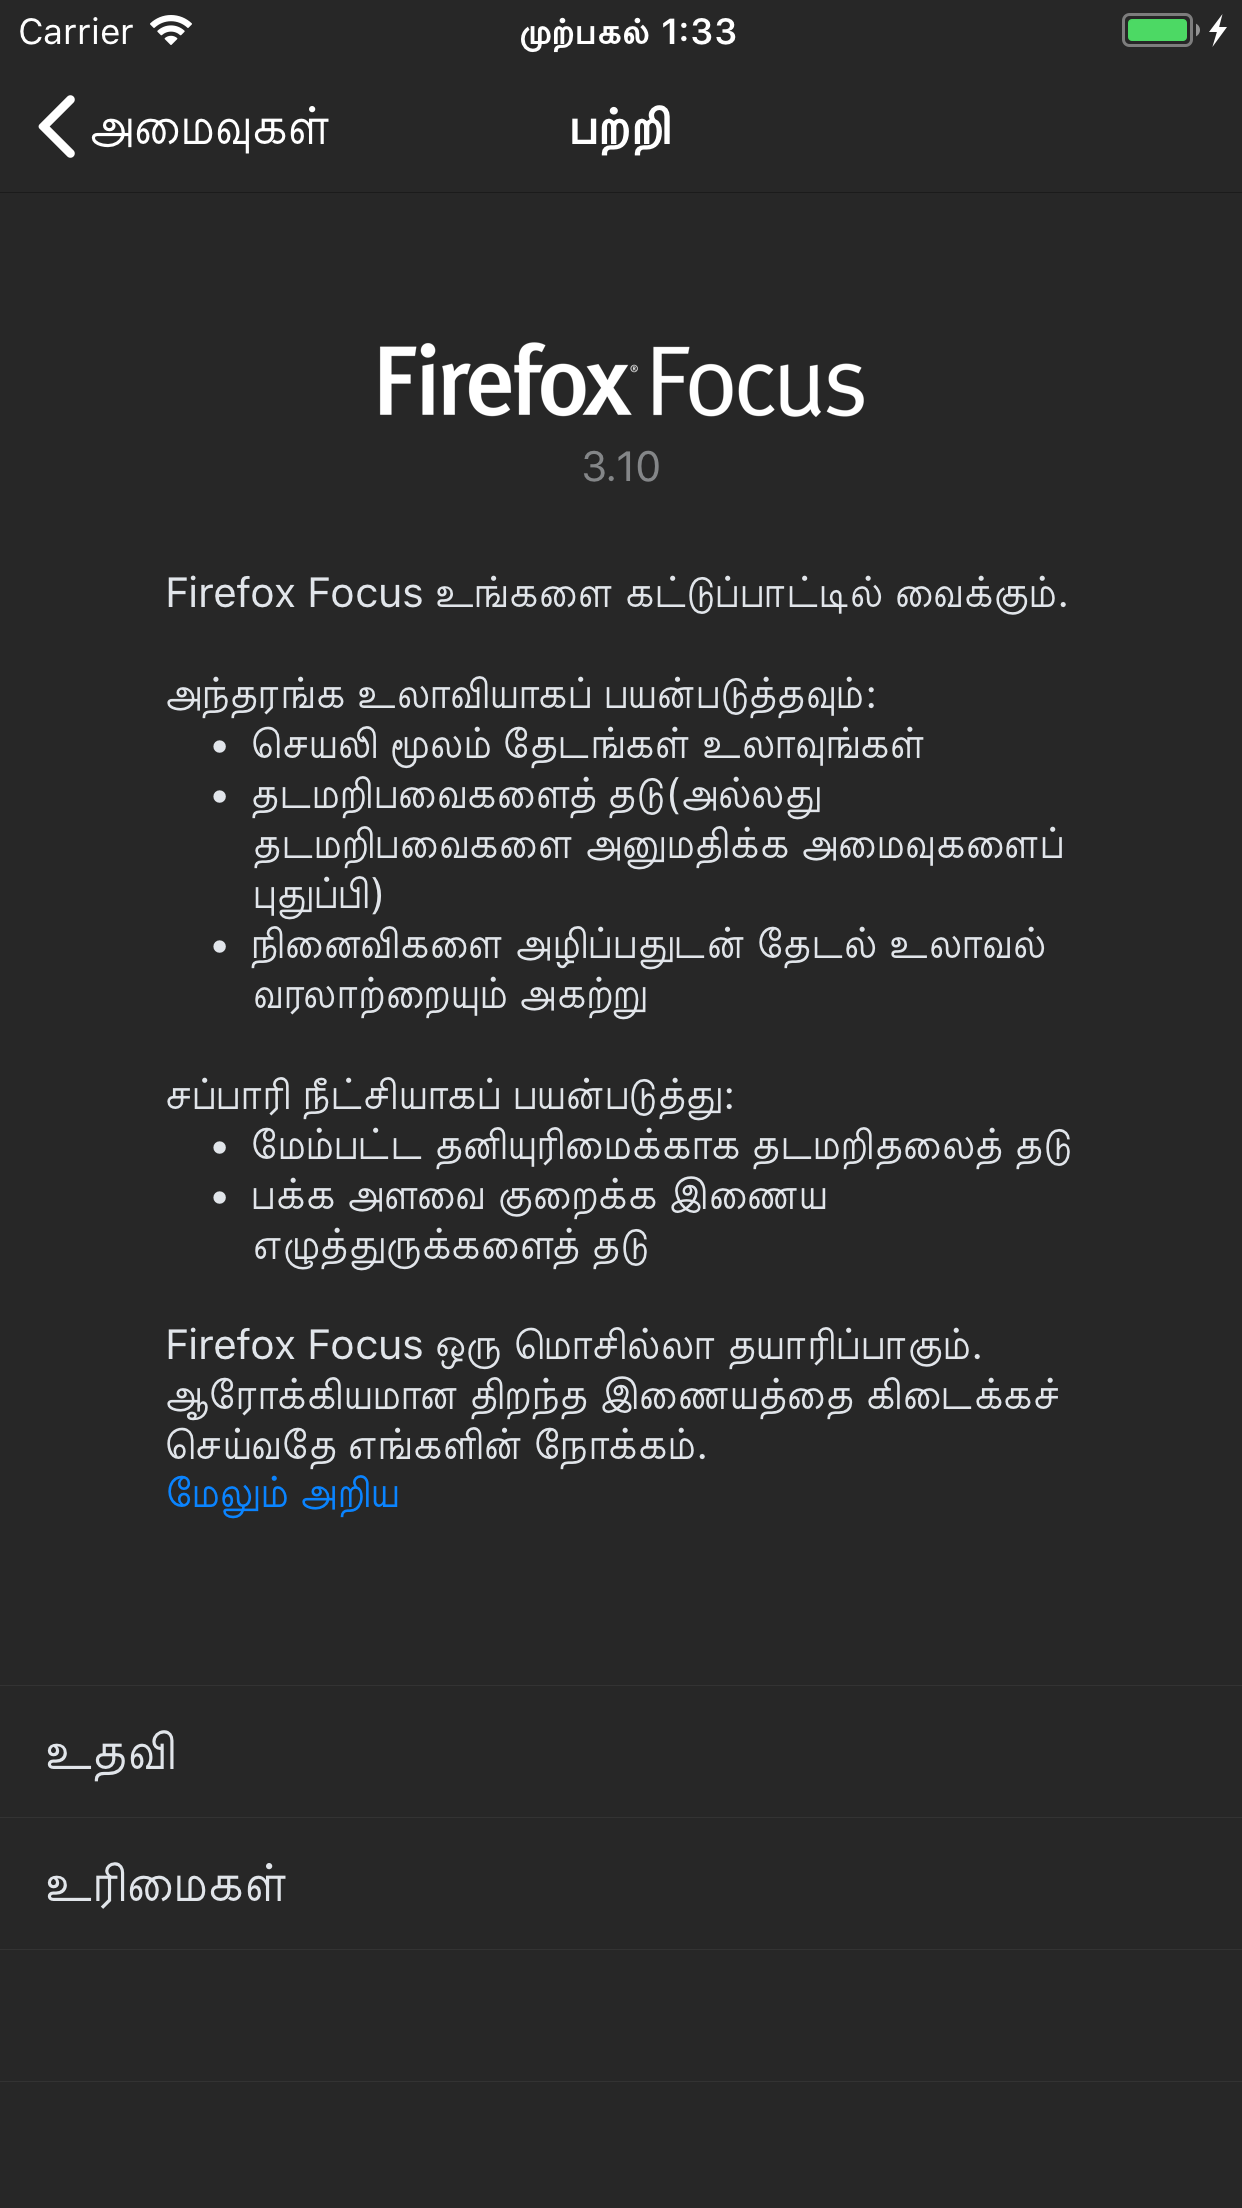 Carrier முற்பகல் 1:33
அமைவுகள் பற்றி
Firefox® Focus
3.10
Firefox Focus உங்களை கட்டுப்பாட்டில் வைக்கும்.
அந்தரங்க உலாவியாகப் பயன்படுத்தவும்:
• செயலி மூலம் தேடங்கள் உலாவுங்கள்
• தடமறிபவைகளைத் தடு(அல்லது
தடமறிபவைகளை அனுமதிக்க அமைவுகளைப்
புதுப்பி)
• நினைவிகளை அழிப்பதுடன் தேடல் உலாவல்
வரலாற்றையும் அகற்று
சப்பாரி நீட்சியாகப் பயன்படுத்து:
• மேம்பட்ட தனியுரிமைக்காக தடமறிதலைத் தடு
• பக்க அளவை குறைக்க இணைய
எழுத்துருக்களைத் தடு
Firefox Focus ஒரு மொசில்லா தயாரிப்பாகும்.
ஆரோக்கியமான திறந்த இணையத்தை கிடைக்கச்
செய்வதே எங்களின் நோக்கம்.
மேலும் அறிய
உதவி
உரிமைகள்